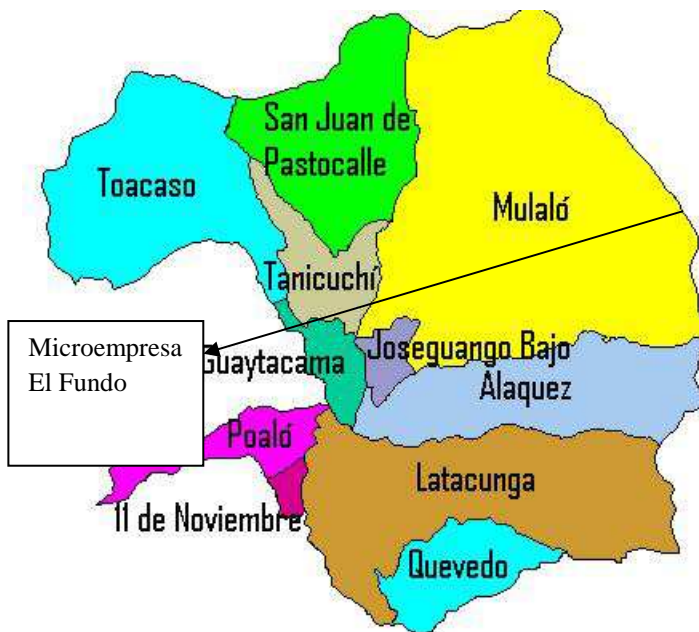 San Juan de
Pastocalle
Toacaso
Mulaló
Tanicuchí
Microempresa
El Fundo
Guaytacama
Joseguango Bajo
Alaquez
Poaló
Latacunga
11 de Noviembre
Quevedo